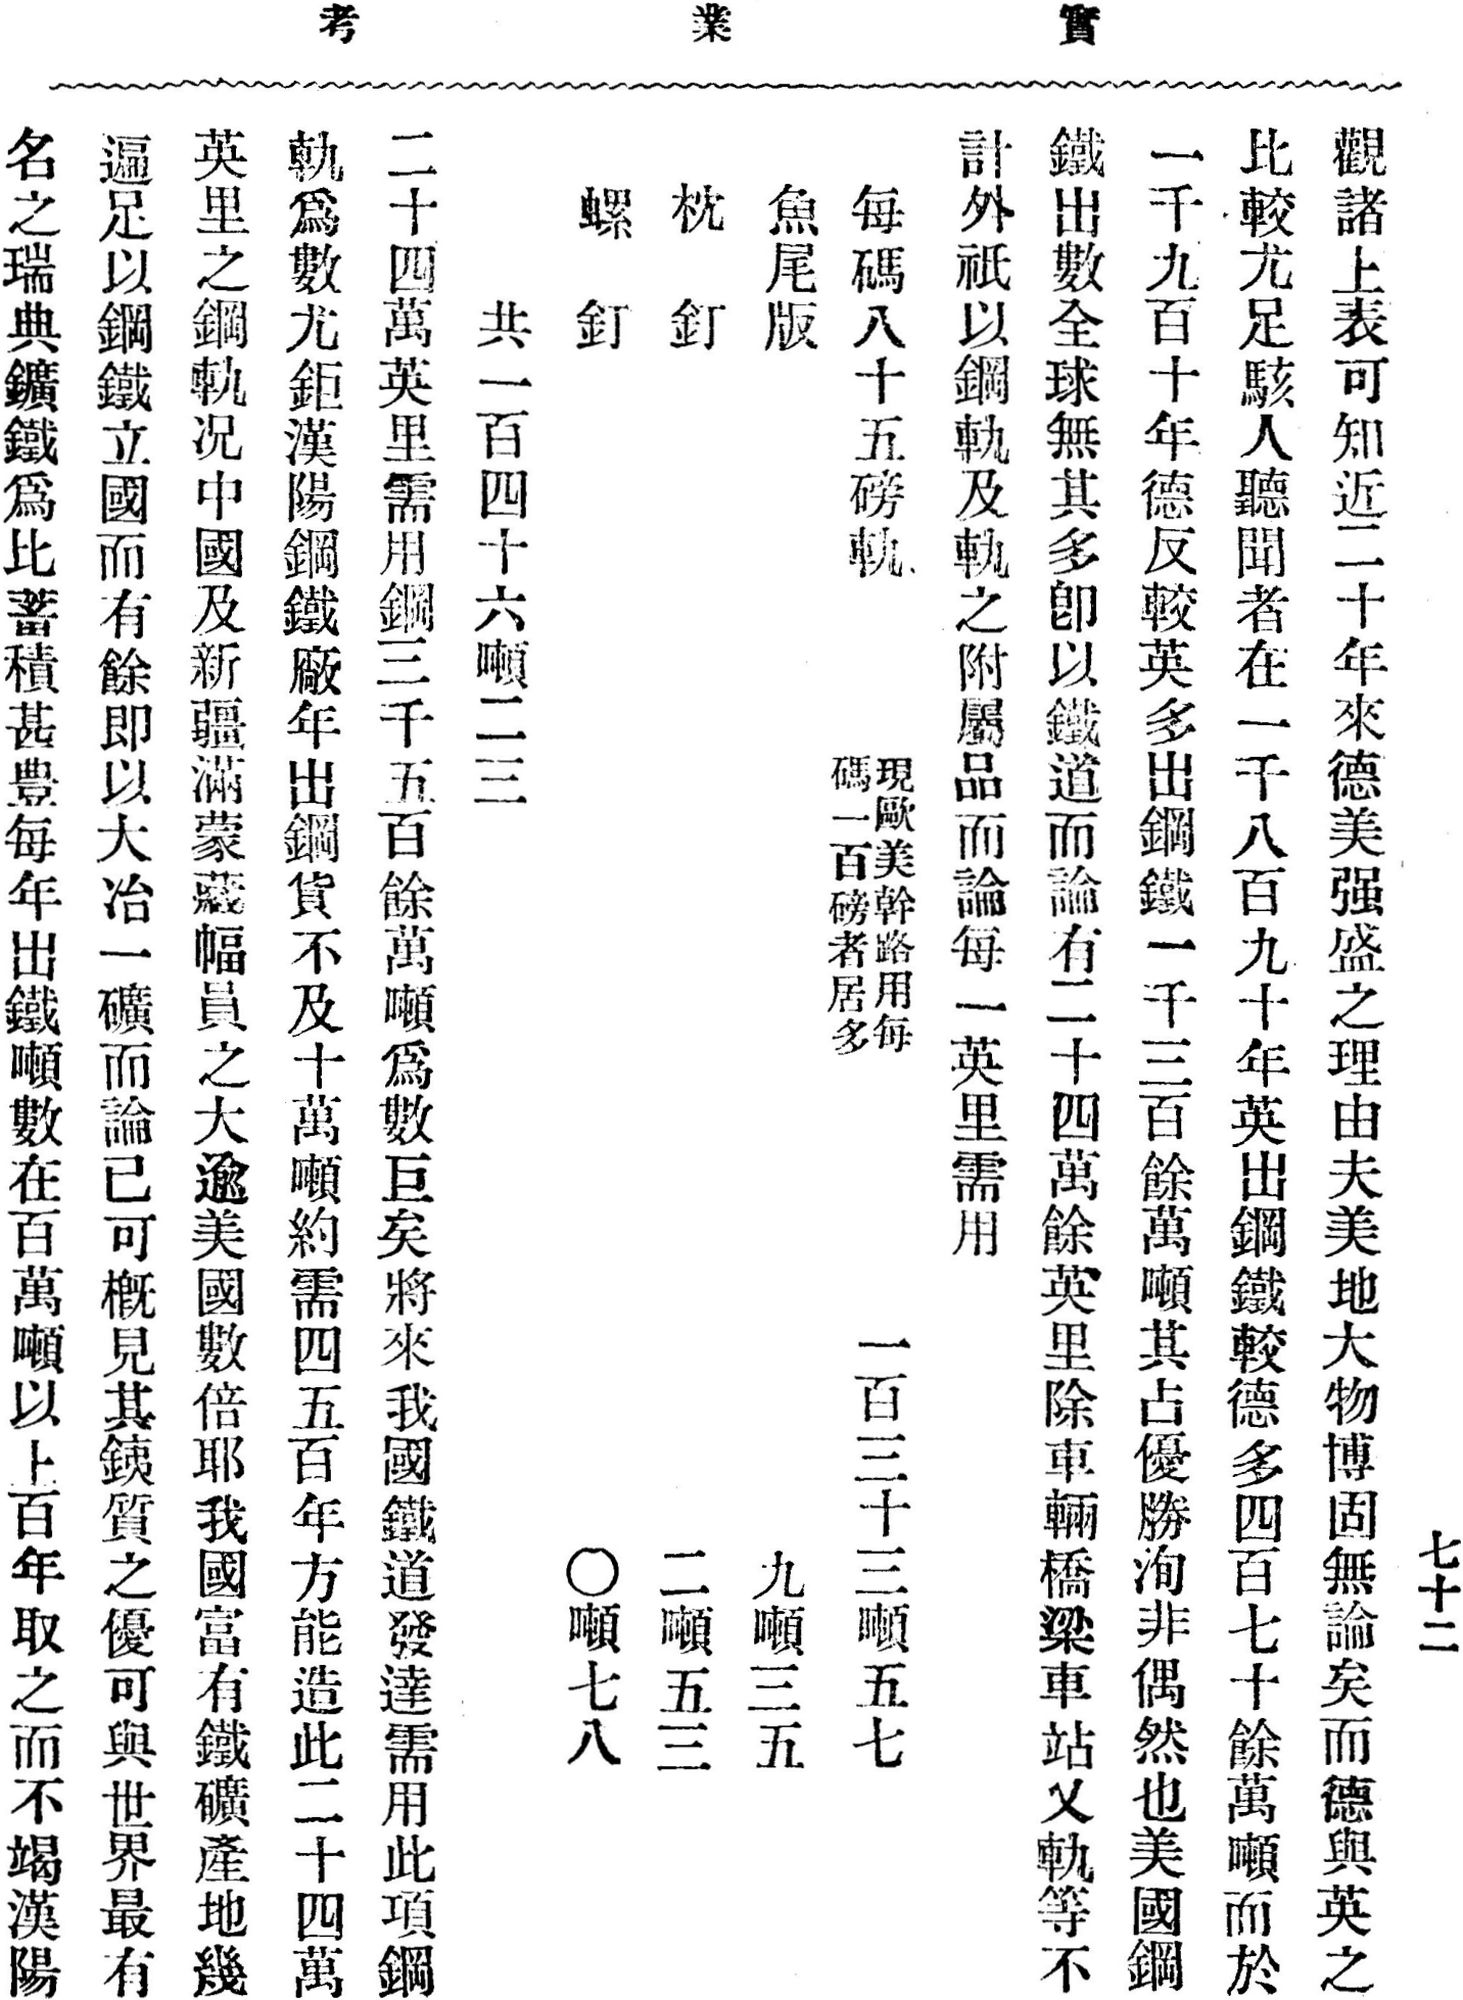 實業考
七十二
觀諸上表可知近二十年來德美强盛之理由夫美地大物博固無論矣而德與英之
比較尤足駭人聽聞者在一千八百九十年英出鋼鐵較德多四百七十餘萬噸而於
一千九百十年德反較英多出鋼鐵一千三百餘萬噸其占優勝洵非偶然也美國鋼
鐵出數全球無其多卽以鐵道而論有二十四萬餘英里除車輛橋梁車站叉軌等不
計外祇以鋼軌及軌之附屬品而論每一英里需用
每碼八十五磅軌 現歐美幹路用每碼一百磅者居多 一百三十三噸五七
魚尾版 九噸三五
枕釘 二噸五三
螺釘 〇噸七八
共一百四十六噸二三
二十四萬英里需用鋼三千五百餘萬噸爲數巨矣將來我國鐵道發達需用此項鋼
軌爲數尤鉅漢陽鋼鐵廠年出鋼貨不及十萬噸約需四五百年方能造此二十四萬
英里之鋼軌况中國及新疆滿蒙藏幅員之大逾美國數倍耶我國富有鐵礦產地幾
遍足以鋼鐵立國而有餘即以大冶一礦而論已可槪見其鐵質之優可與世界最有
名之瑞典鑛鐵爲比蓄積甚豊每年出鐵噸數在百萬噸以上百年取之而不竭漢陽